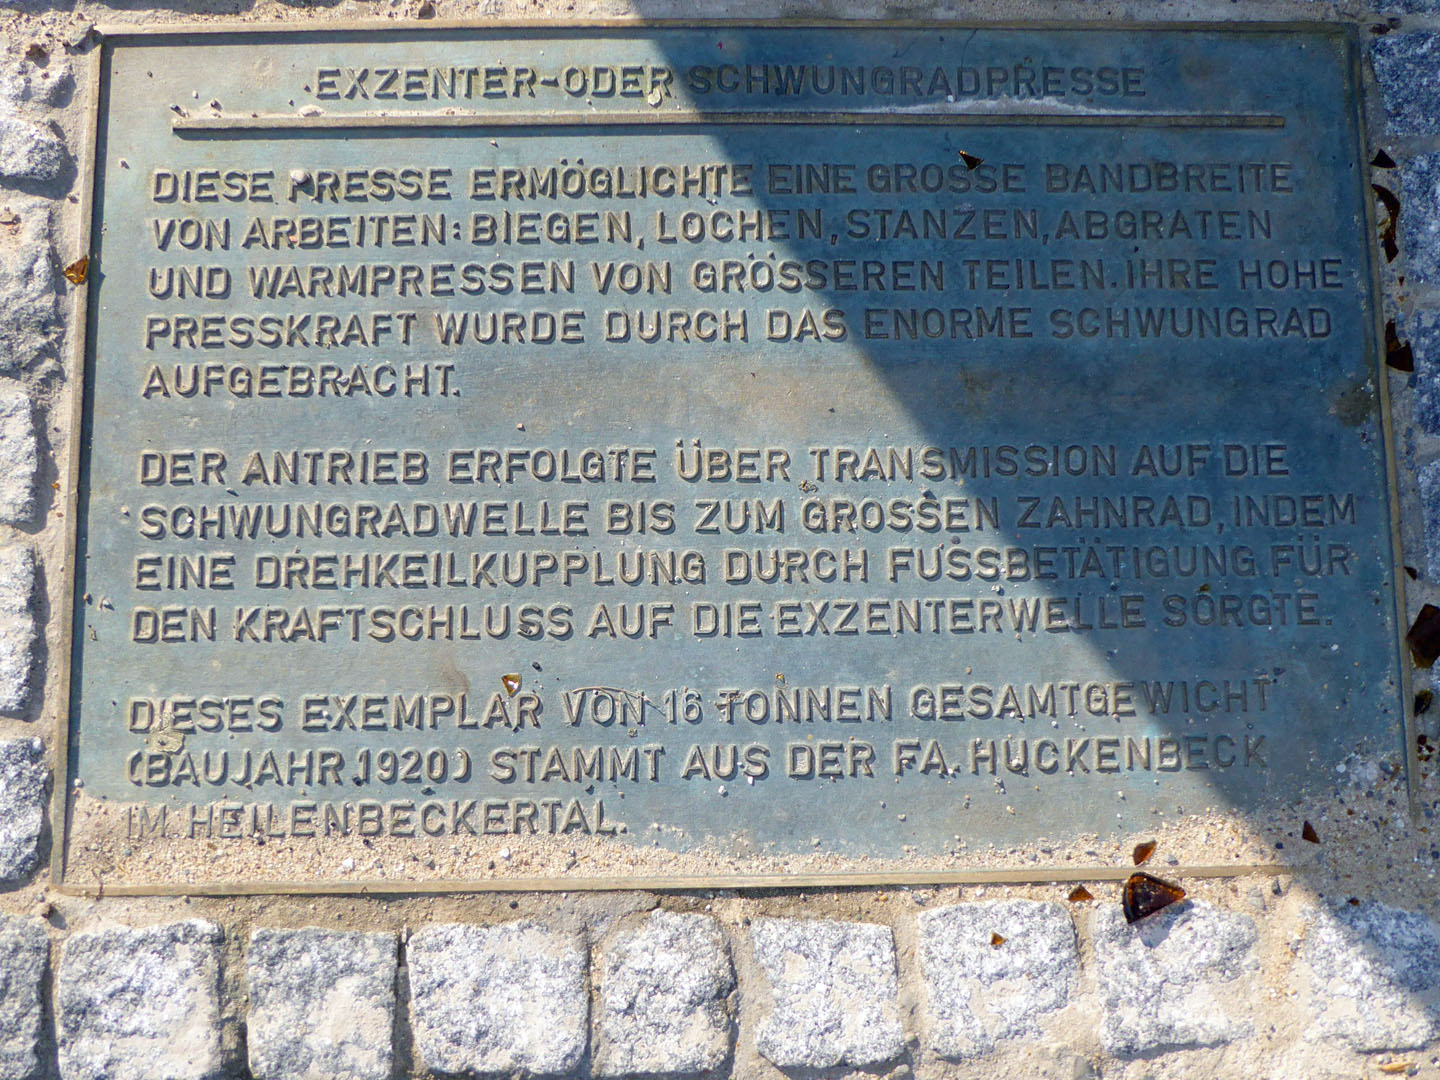 EXZENTER-ODER SCHWUNGRADPRESSE
DIESE PRESSE ERMÖGLICHTE EINE GROSSE BANDBREITE
VON ARBEITEN: BIEGEN, LOCHEN, STANZEN, ABGRATEN
UND WARMPRESSEN VON GRÖSSEREN TEILEN. IHRE HOHE
PRESSKRAFT WURDE DURCH DAS ENORME SCHWUNGRAD
AUFGEBRACHT.
DER ANTRIEB ERFOLGTE ÜBER TRANSMISSION AUF DIE
SCHWUNGRADWELLE BIS ZUM GROSSEN ZAHNRAD, INDEM
EINE DREHKEILKUPPLUNG DURCH FUSSBETÄTIGUNG FÜR
DEN KRAFTSCHLUSS AUF DIE EXZENTERWELLE SORGTE.
DIESES EXEMPLAR VON 16 TONNEN GESAMTGEWICHT
(BAUJAHR 1920) STAMMT AUS DER FA. HUCKENBECK
IM HEILENBECKERTAL.